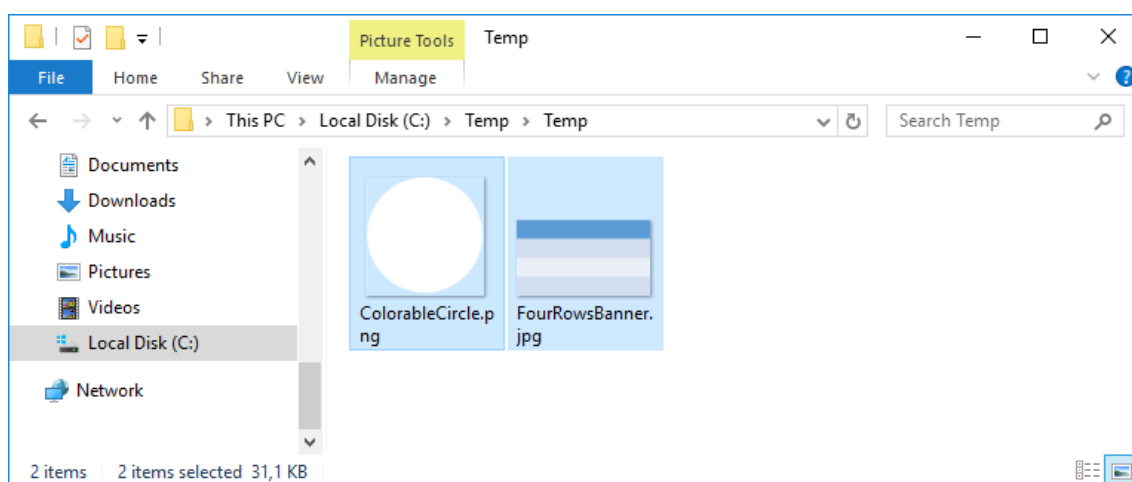 Picture Tools Temp
File Home Share View Manage
This PC > Local Disk (C:) > Temp > Temp Search Temp
Documents
Downloads
Music
Pictures
Videos
Local Disk (C:)
Network
ColorableCircle.p
ng
FourRowsBanner.
jpg
2 items 2 items selected 31,1 KB